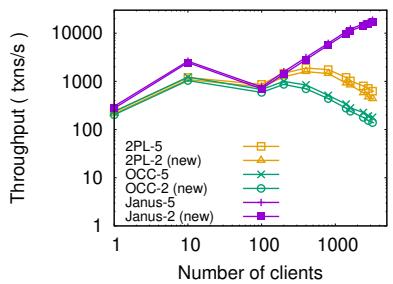 Throughput ( txns/s )
10000
1000
100
10
1
2PL-5
2PL-2 (new)
OCC-5
OCC-2 (new)
Janus-5
Janus-2 (new)
1 10 100 1000
Number of clients